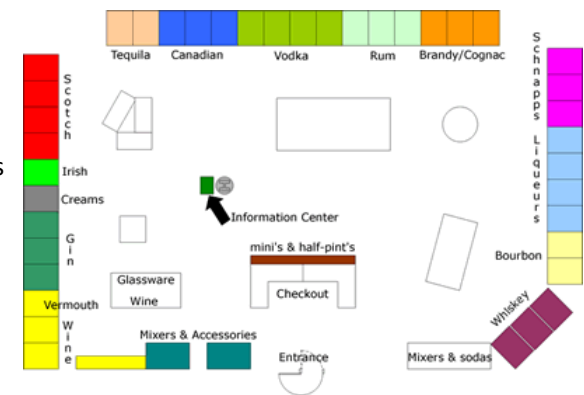 Tequila
Canadian
Vodka
Rum
Brandy/Cognac
Schnapps
Scotch
Liqueurs
s
Irish
Creams
Information Center
Gin
mini's & half-pint's
Bourbon
Glassware
Wine
Checkout
Vermouth
Whiskey
Wine
Mixers & Accessories
Entrance
Mixers & sodas